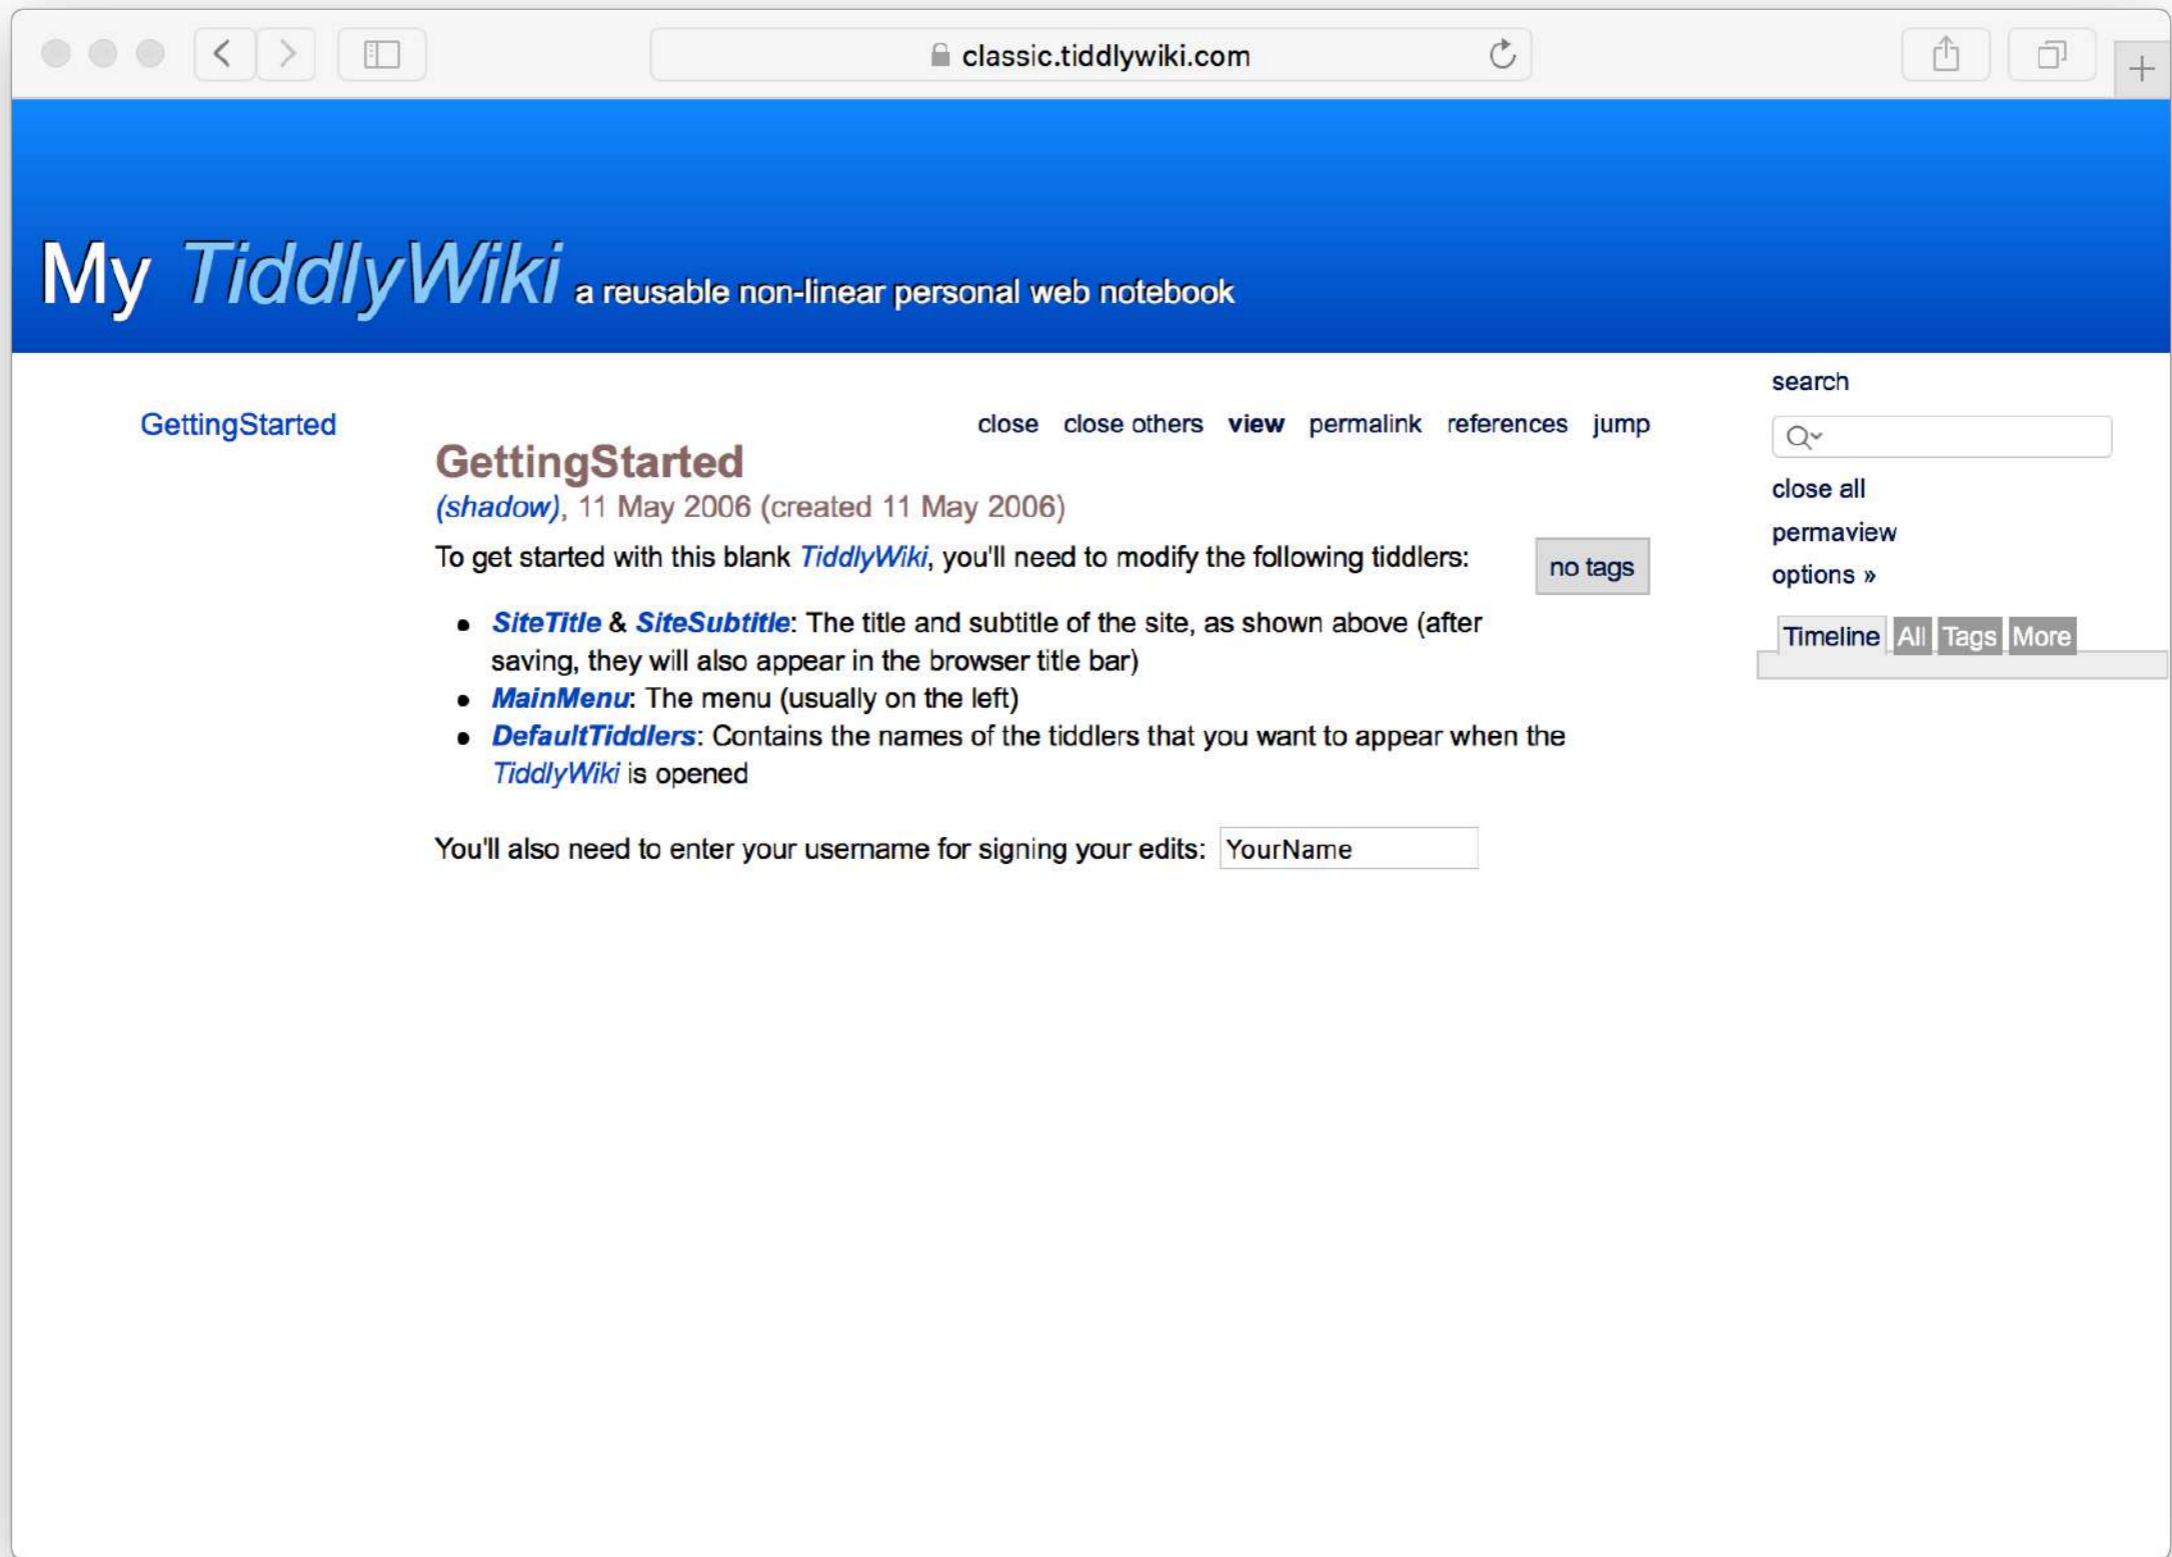 classic.tiddlywiki.com
My TiddlyWiki a reusable non-linear personal web notebook
GettingStarted
close close others view permalink references jump
GettingStarted
(shadow), 11 May 2006 (created 11 May 2006)
To get started with this blank TiddlyWiki, you'll need to modify the following tiddlers:
no tags
• SiteTitle & SiteSubtitle: The title and subtitle of the site, as shown above (after
saving, they will also appear in the browser title bar)
• MainMenu: The menu (usually on the left)
• DefaultTiddlers: Contains the names of the tiddlers that you want to appear when the
TiddlyWiki is opened
You'll also need to enter your username for signing your edits: YourName
search
close all
permaview
options »
Timeline All Tags More